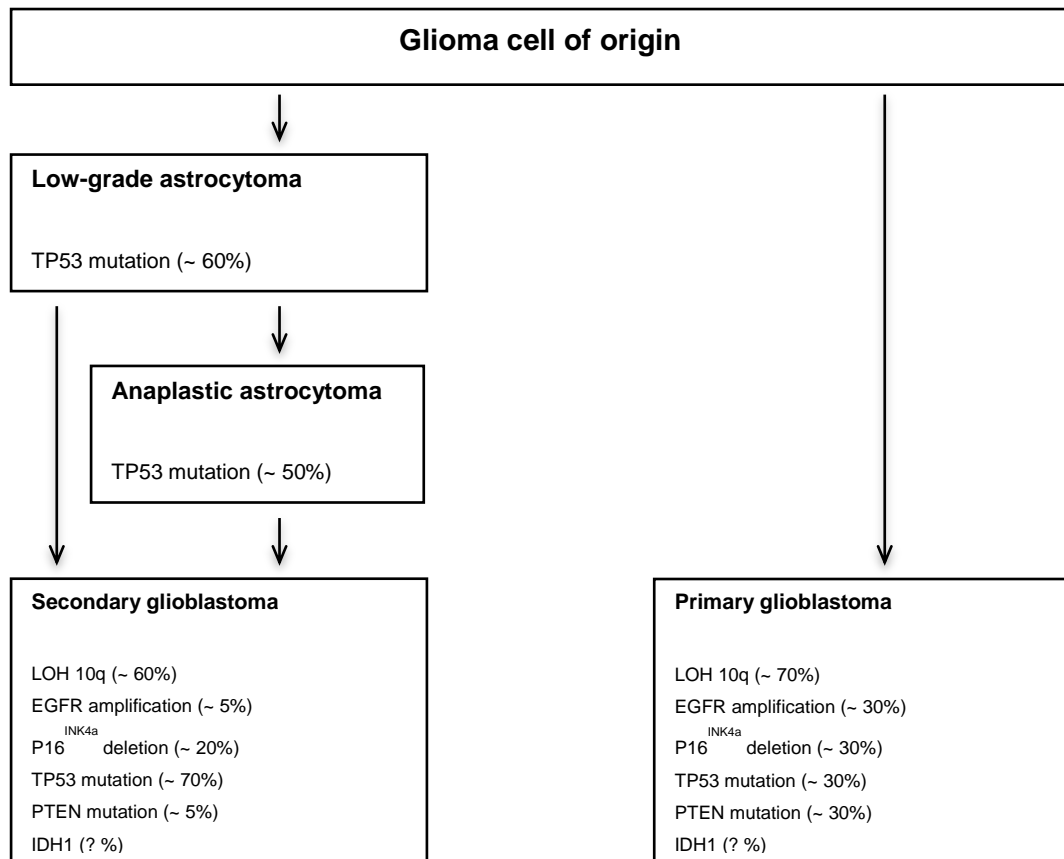 Glioma cell of origin
Low-grade astrocytoma
TP53 mutation (~ 60%)
Anaplastic astrocytoma
TP53 mutation (~ 50%)
Secondary glioblastoma
LOH 10q (~ 60%)
EGFR amplification (~ 5%)
P16^INK4a deletion (~ 20%)
TP53 mutation (~ 70%)
PTEN mutation (~ 5%)
IDH1 (? %)
Primary glioblastoma
LOH 10q (~ 70%)
EGFR amplification (~ 30%)
P16^INK4a deletion (~ 30%)
TP53 mutation (~ 30%)
PTEN mutation (~ 30%)
IDH1 (? %)